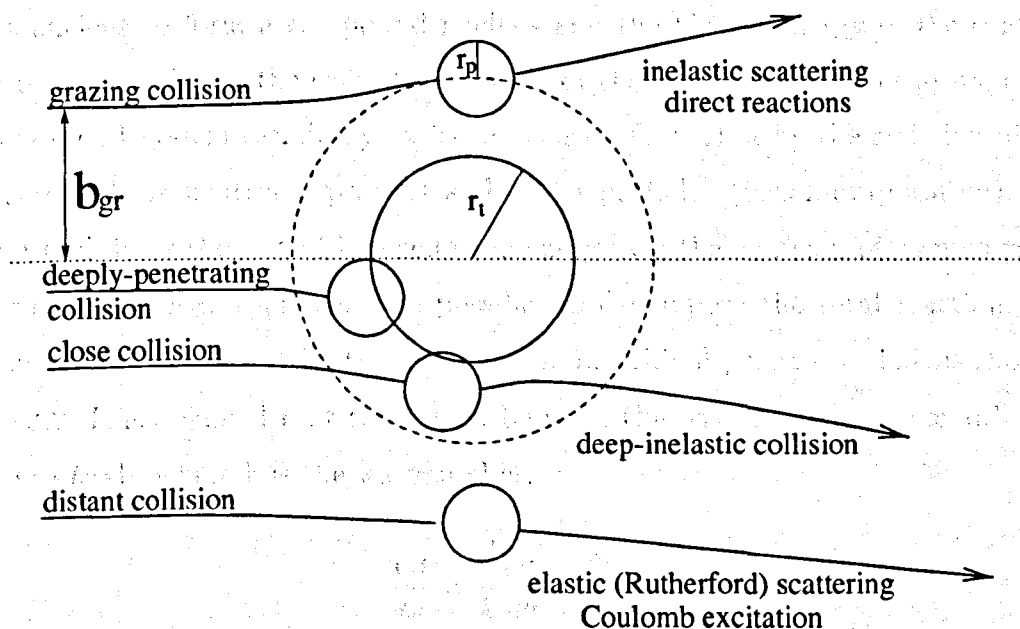 r_p
grazing collision
inelastic scattering
direct reactions
b_gr
r_t
deeply-penetrating
collision
close collision
deep-inelastic collision
distant collision
elastic (Rutherford) scattering
Coulomb excitation